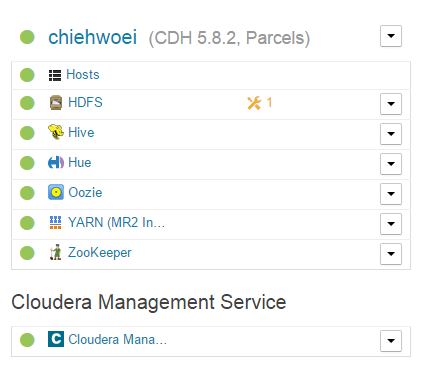 chiehwoei (CDH 5.8.2, Parcels)
Hosts
HDFS 1
Hive
Hue
Oozie
YARN (MR2 In...
ZooKeeper
Cloudera Management Service
C Cloudera Mana...